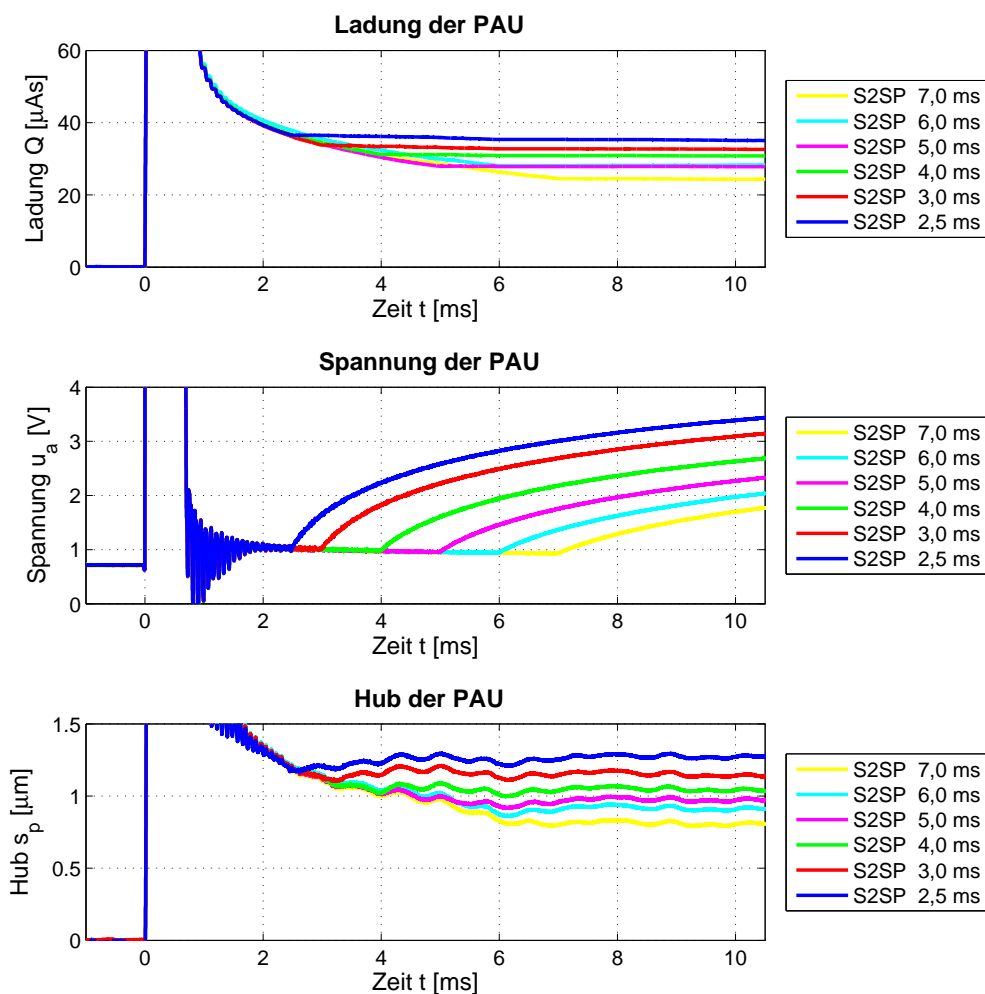 Ladung der PAU
Ladung Q [µAs]
60
40
20
0
0 2 4 6 8 10
Zeit t [ms]
S2SP 7,0 ms
S2SP 6,0 ms
S2SP 5,0 ms
S2SP 4,0 ms
S2SP 3,0 ms
S2SP 2,5 ms
Spannung der PAU
Spannung u_a [V]
4
3
2
1
0
0 2 4 6 8 10
Zeit t [ms]
S2SP 7,0 ms
S2SP 6,0 ms
S2SP 5,0 ms
S2SP 4,0 ms
S2SP 3,0 ms
S2SP 2,5 ms
Hub der PAU
Hub s_p [µm]
1.5
1
0.5
0
0 2 4 6 8 10
Zeit t [ms]
S2SP 7,0 ms
S2SP 6,0 ms
S2SP 5,0 ms
S2SP 4,0 ms
S2SP 3,0 ms
S2SP 2,5 ms